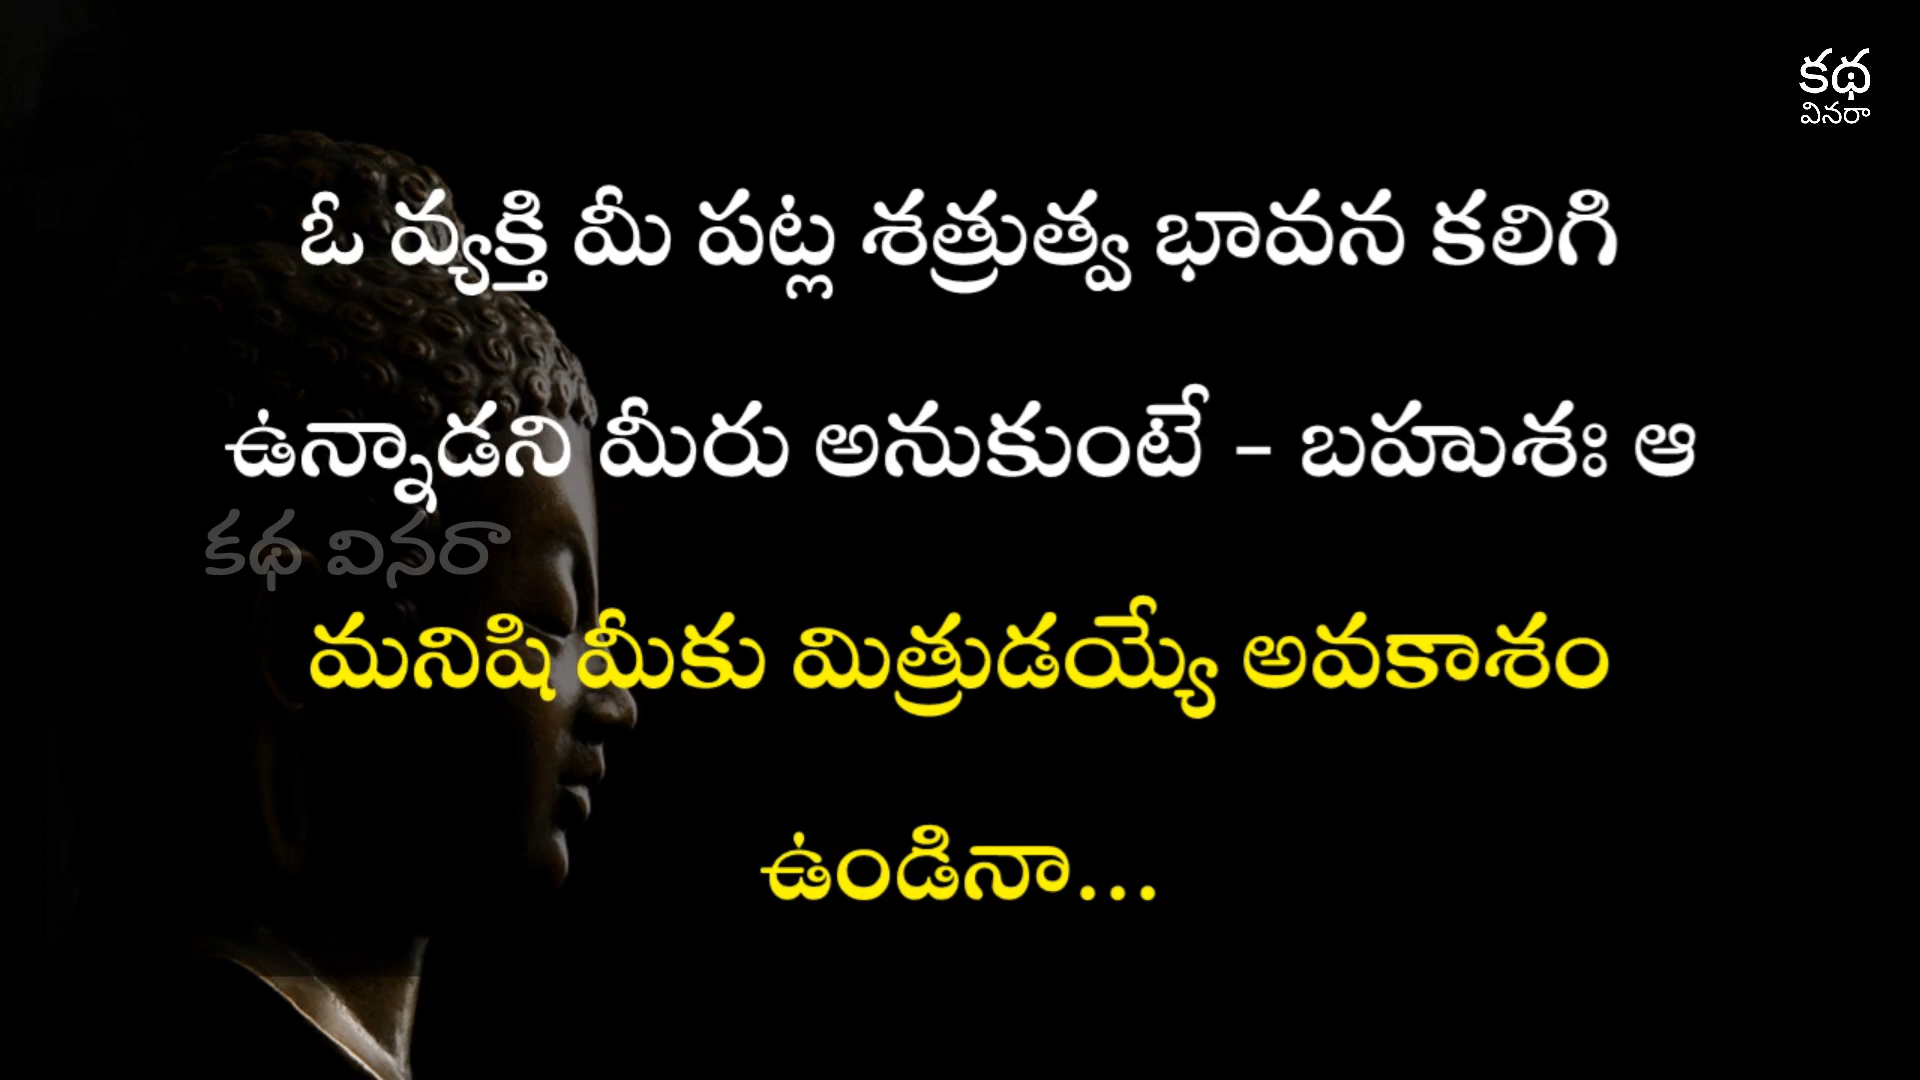 కథ
వినరా
ఓ వ్యక్తి మీ పట్ల శత్రుత్వ భావన కలిగి
ఉన్నాడని మీరు అనుకుంటే - బహుశః ఆ
కథ వినరా
మనిషి మీకు మిత్రుడయ్యే అవకాశం
ఉండినా...